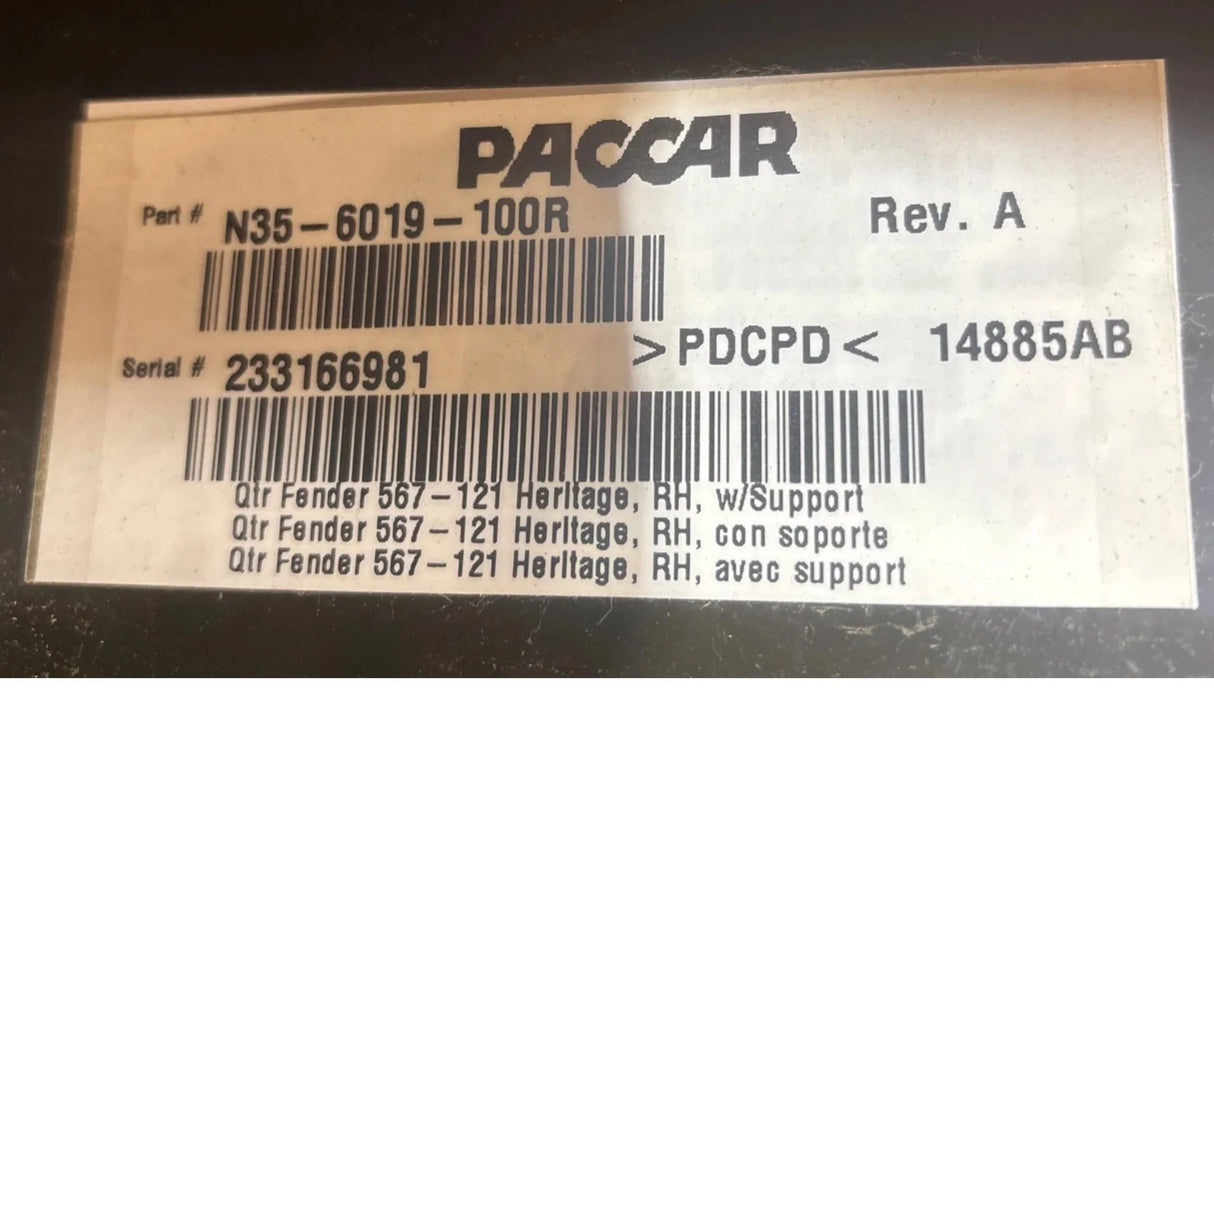 PACCAR
Part # N35-6019-100R
Rev. A
>PDCPD< 14885AB
Serial # 233166981
Qtr Fender 567-121 Heritage, RH, w/Support
Qtr Fender 567-121 Heritage, RH, con soporte
Qtr Fender 567-121 Heritage, RH, avec support